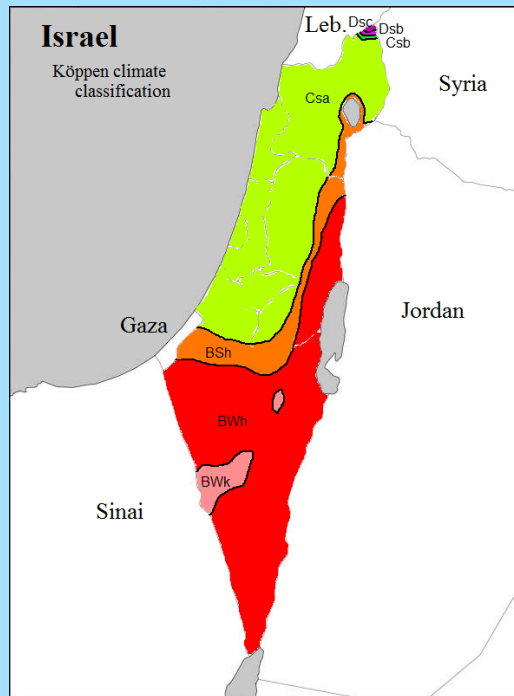 Israel
Köppen climate
classification
Leb.
Dsc
Dsb
Csb
Syria
Csa
Jordan
Gaza
BSh
BWh
BWk
Sinai